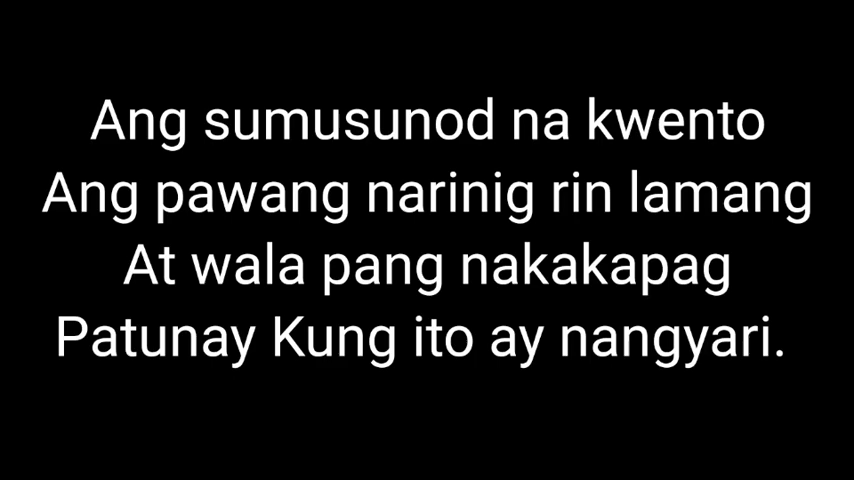 Ang sumusunod na kwento
Ang pawang narinig rin lamang
At wala pang nakakapag
Patunay Kung ito ay nangyari.